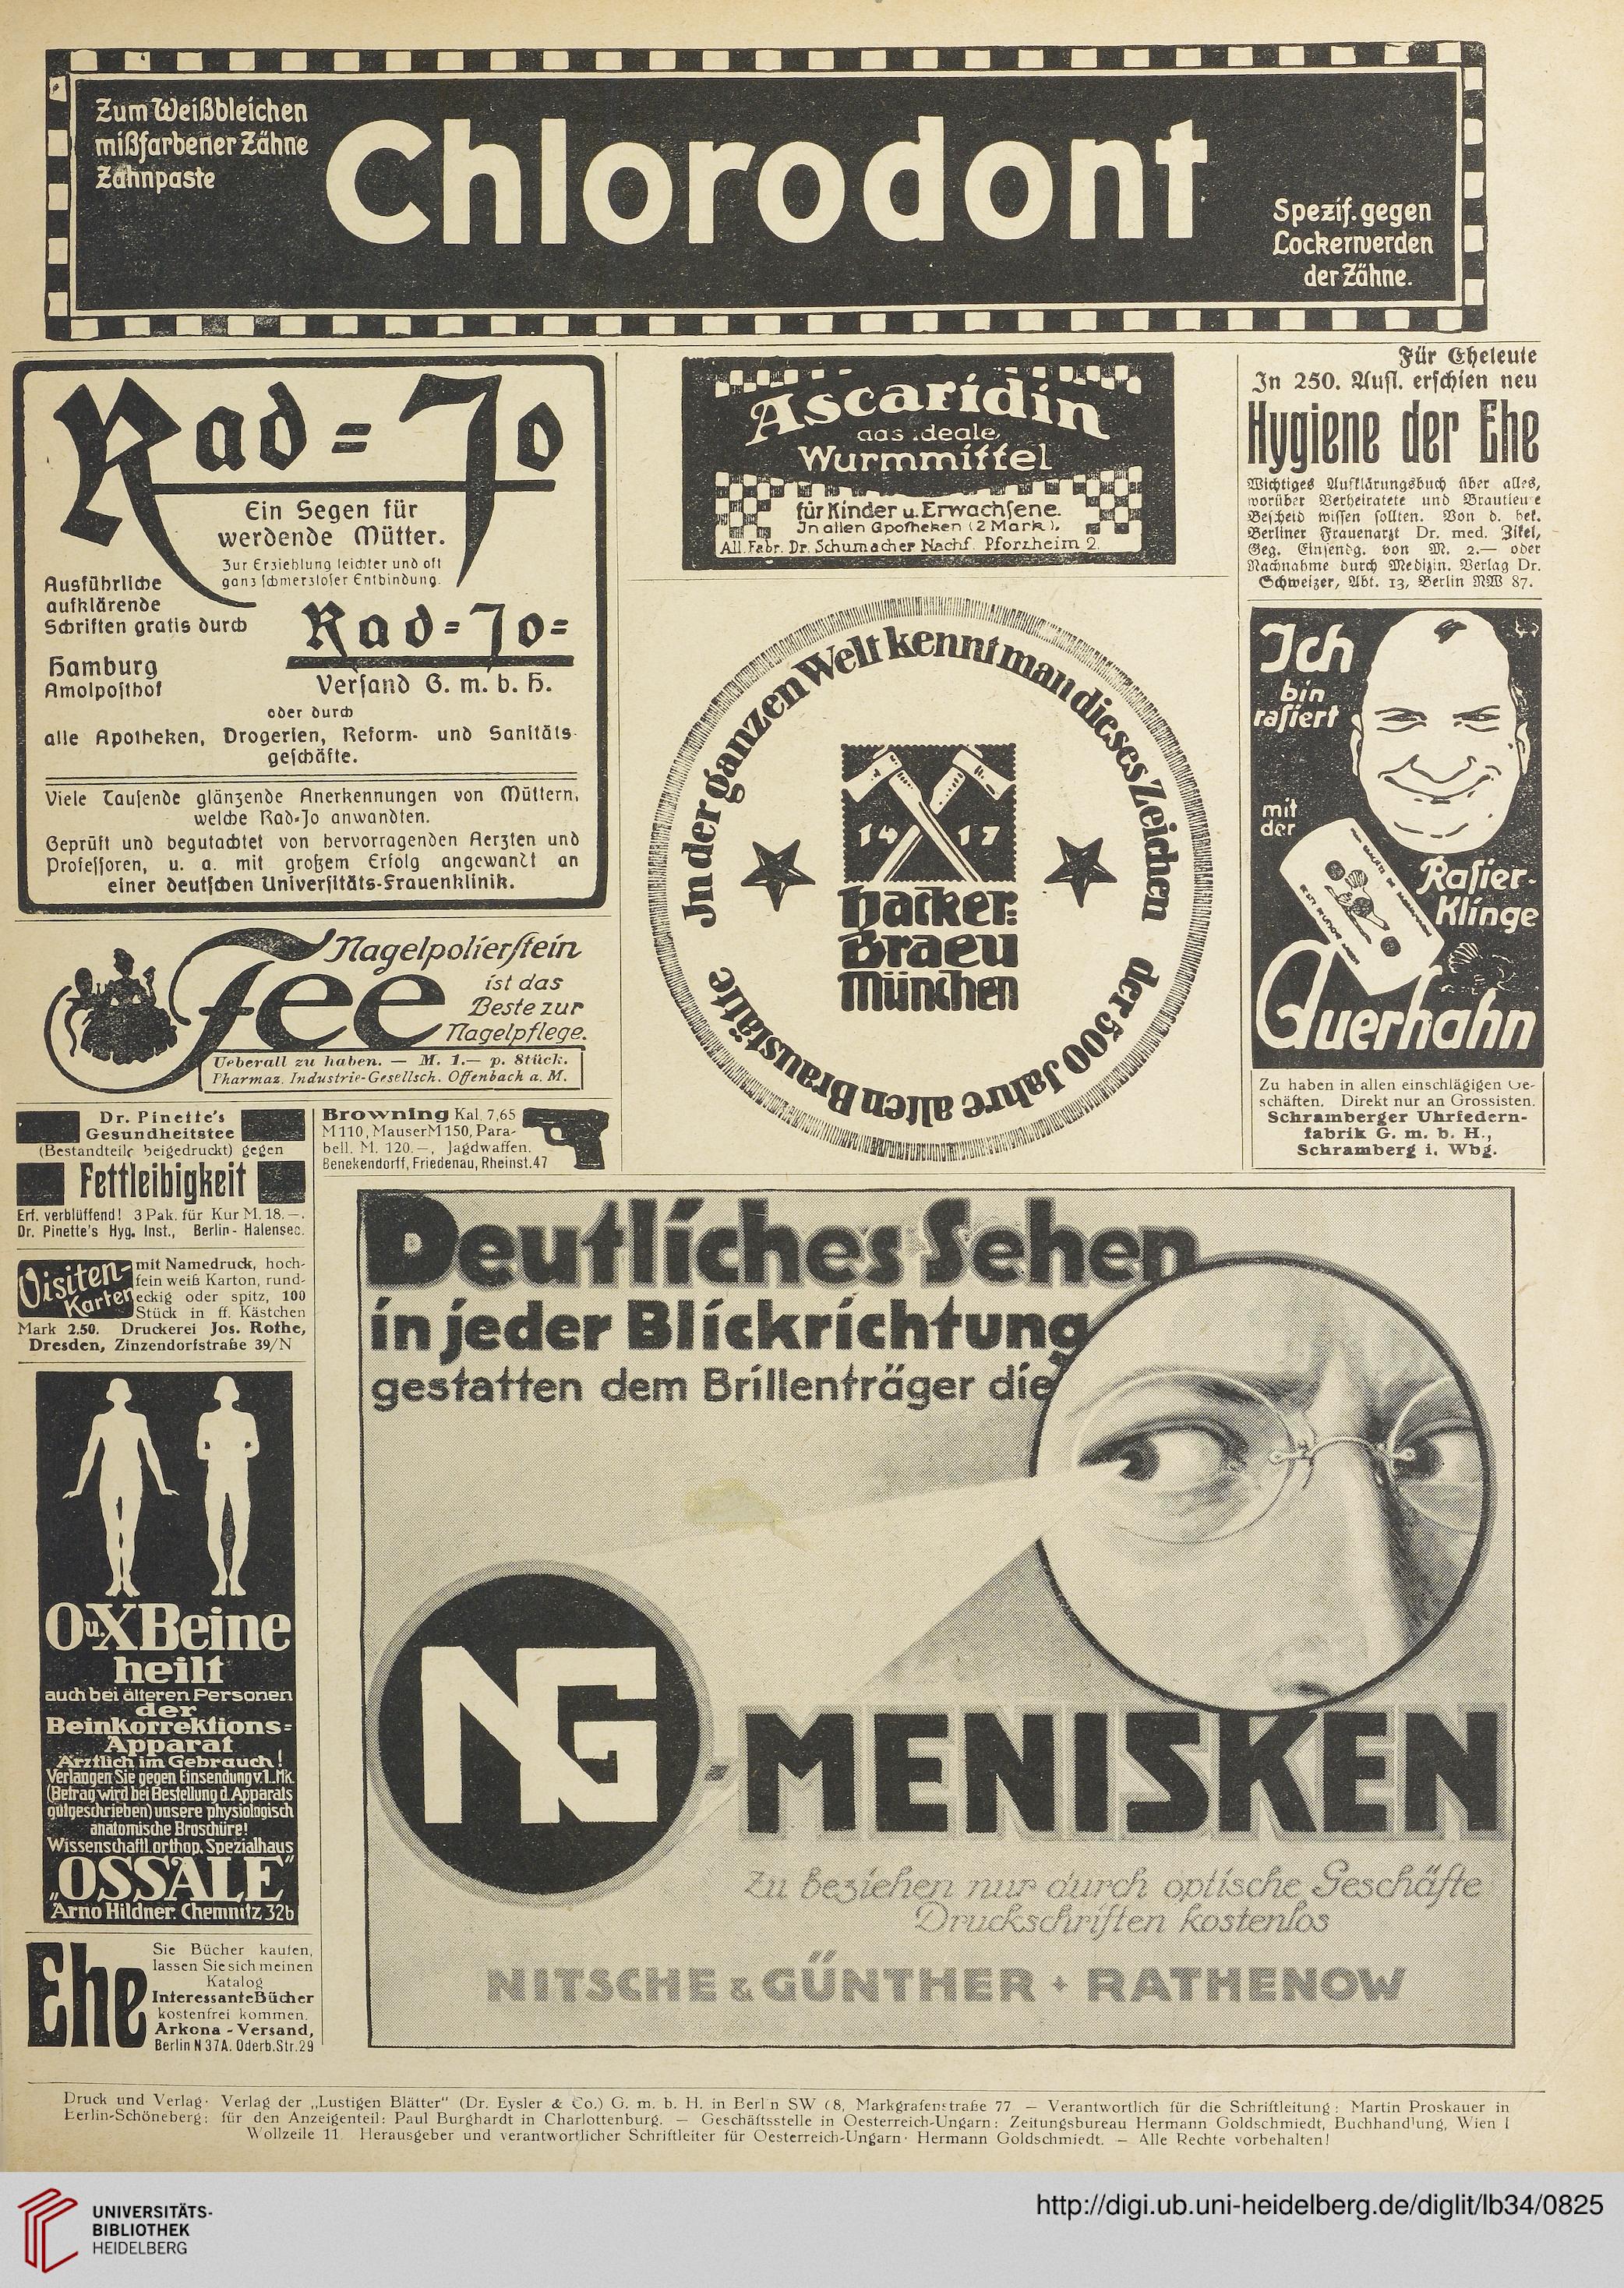 Zum Weißbleichen
mißfarbener Zähne
Zahnpaste
Chlorodont
Spezif. gegen
Lockerwerden
der Zähne.
Rad=Jo
Ein Segen für
werdende Mütter.
Zur Erziehlung leichter und oft
ganz schmerzloser Entbindung.
Ausführliche
aufklärende
Schriften gratis durch
Hamburg
Amolposthof
Rad=Jo=
Versand G. m. b. H.
oder durch
alle Apotheken, Drogerien, Reform- und Sanitäts-
geschäfte.
Viele Tausende glänzende Anerkennungen von Müttern,
welche Rad-Jo anwandten.
Geprüft und begutachtet von hervorragenden Aerzten und
Professoren, u. a. mit großem Erfolg angewandt an
einer deutschen Universitäts-Frauenklinik.
Fee
Nagelpolierstein
ist das
Beste zur
Nagelpflege.
Ueberall zu haben. — M. 1.— p. Stück.
Pharmaz. Industrie-Gesellsch. Offenbach a. M.
Dr. Pinette's
Gesundheitstee
(Bestandteile beigedruckt) gegen
Fettleibigkeit
Erf. verblüffend! 3 Pak. für Kur M. 18.—.
Dr. Pinette's Hyg. Inst., Berlin-Halensee.
Browning Kal. 7,65
M 110, Mauser M 150, Para-
bell. M. 120.—, Jagdwaffen.
Benekendorff, Friedenau, Rheinst. 47
Visiten-
Karten
mit Namedruck, hoch-
fein weiß Karton, rund-
eckig oder spitz, 100
Stück in ff. Kästchen
Mark 2.50. Druckerei Jos. Rothe,
Dresden, Zinzendorfstraße 39/N
O u. X Beine
heilt
auch bei älteren Personen
der
Beinkorrektions=
Apparat
Ärztlich im Gebrauch!
Verlangen Sie gegen Einsendung v. 1.- Mk.
(Betrag wird bei Bestellung d. Apparats
gutgeschrieben) unsere physiologisch
anatomische Broschüre!
Wissenschaftl. orthop. Spezialhaus
„OSSALE"
Arno Hildner. Chemnitz 32b
Ehe
Sie Bücher kaufen,
lassen Sie sich meinen
Katalog
Interessante Bücher
kostenfrei kommen.
Arkona-Versand,
Berlin N 37A. Oderb. Str. 29
Ascaridin
das ideale
Wurmmittel
für Kinder u. Erwachsene.
In allen Apotheken (2 Mark).
All. Fabr. Dr. Schumacher Nachf. Pforzheim 2.
In der ganzen Welt kennt man dieses Zeichen
der 500 Jahre alten Braustätte
14 17
Hacker=
Braeu
München
Für Eheleute
In 250. Aufl. erschien neu
Hygiene der Ehe
Wichtiges Aufklärungsbuch über alles,
worüber Verheiratete und Brautleute
Bescheid wissen sollten. Von d. bek.
Berliner Frauenarzt Dr. med. Zikel,
Geg. Einsendg. von M. 2.— oder
Nachnahme durch Medizin. Verlag Dr.
Schweizer, Abt. 13, Berlin NW 87.
Ich
bin
rasiert
mit
der
Rasier-
Klinge
Auerhahn
Zu haben in allen einschlägigen Ge-
schäften. Direkt nur an Grossisten.
Schramberger Uhrfedern-
fabrik G. m. b. H.,
Schramberg i. Wbg.
Deutliches Sehen
in jeder Blickrichtung
gestatten dem Brillenträger die
NG-MENISKEN
Zu beziehen nur durch optische Geschäfte
Druckschriften kostenlos
NITSCHE & GÜNTHER + RATHENOW
Druck und Verlag: Verlag der „Lustigen Blätter" (Dr. Eysler & Co.) G. m. b. H. in Berlin SW 68, Markgrafenstraße 77 — Verantwortlich für die Schriftleitung: Martin Proskauer in
Berlin-Schöneberg; für den Anzeigenteil: Paul Burghardt in Charlottenburg. — Geschäftsstelle in Oesterreich-Ungarn: Zeitungsbureau Hermann Goldschmiedt, Buchhandlung, Wien I
Wollzeile 11. Herausgeber und verantwortlicher Schriftleiter für Oesterreich-Ungarn: Hermann Goldschmiedt. — Alle Rechte vorbehalten!
UNIVERSITÄTS-
BIBLIOTHEK
HEIDELBERG
http://digi.ub.uni-heidelberg.de/diglit/lb34/0825